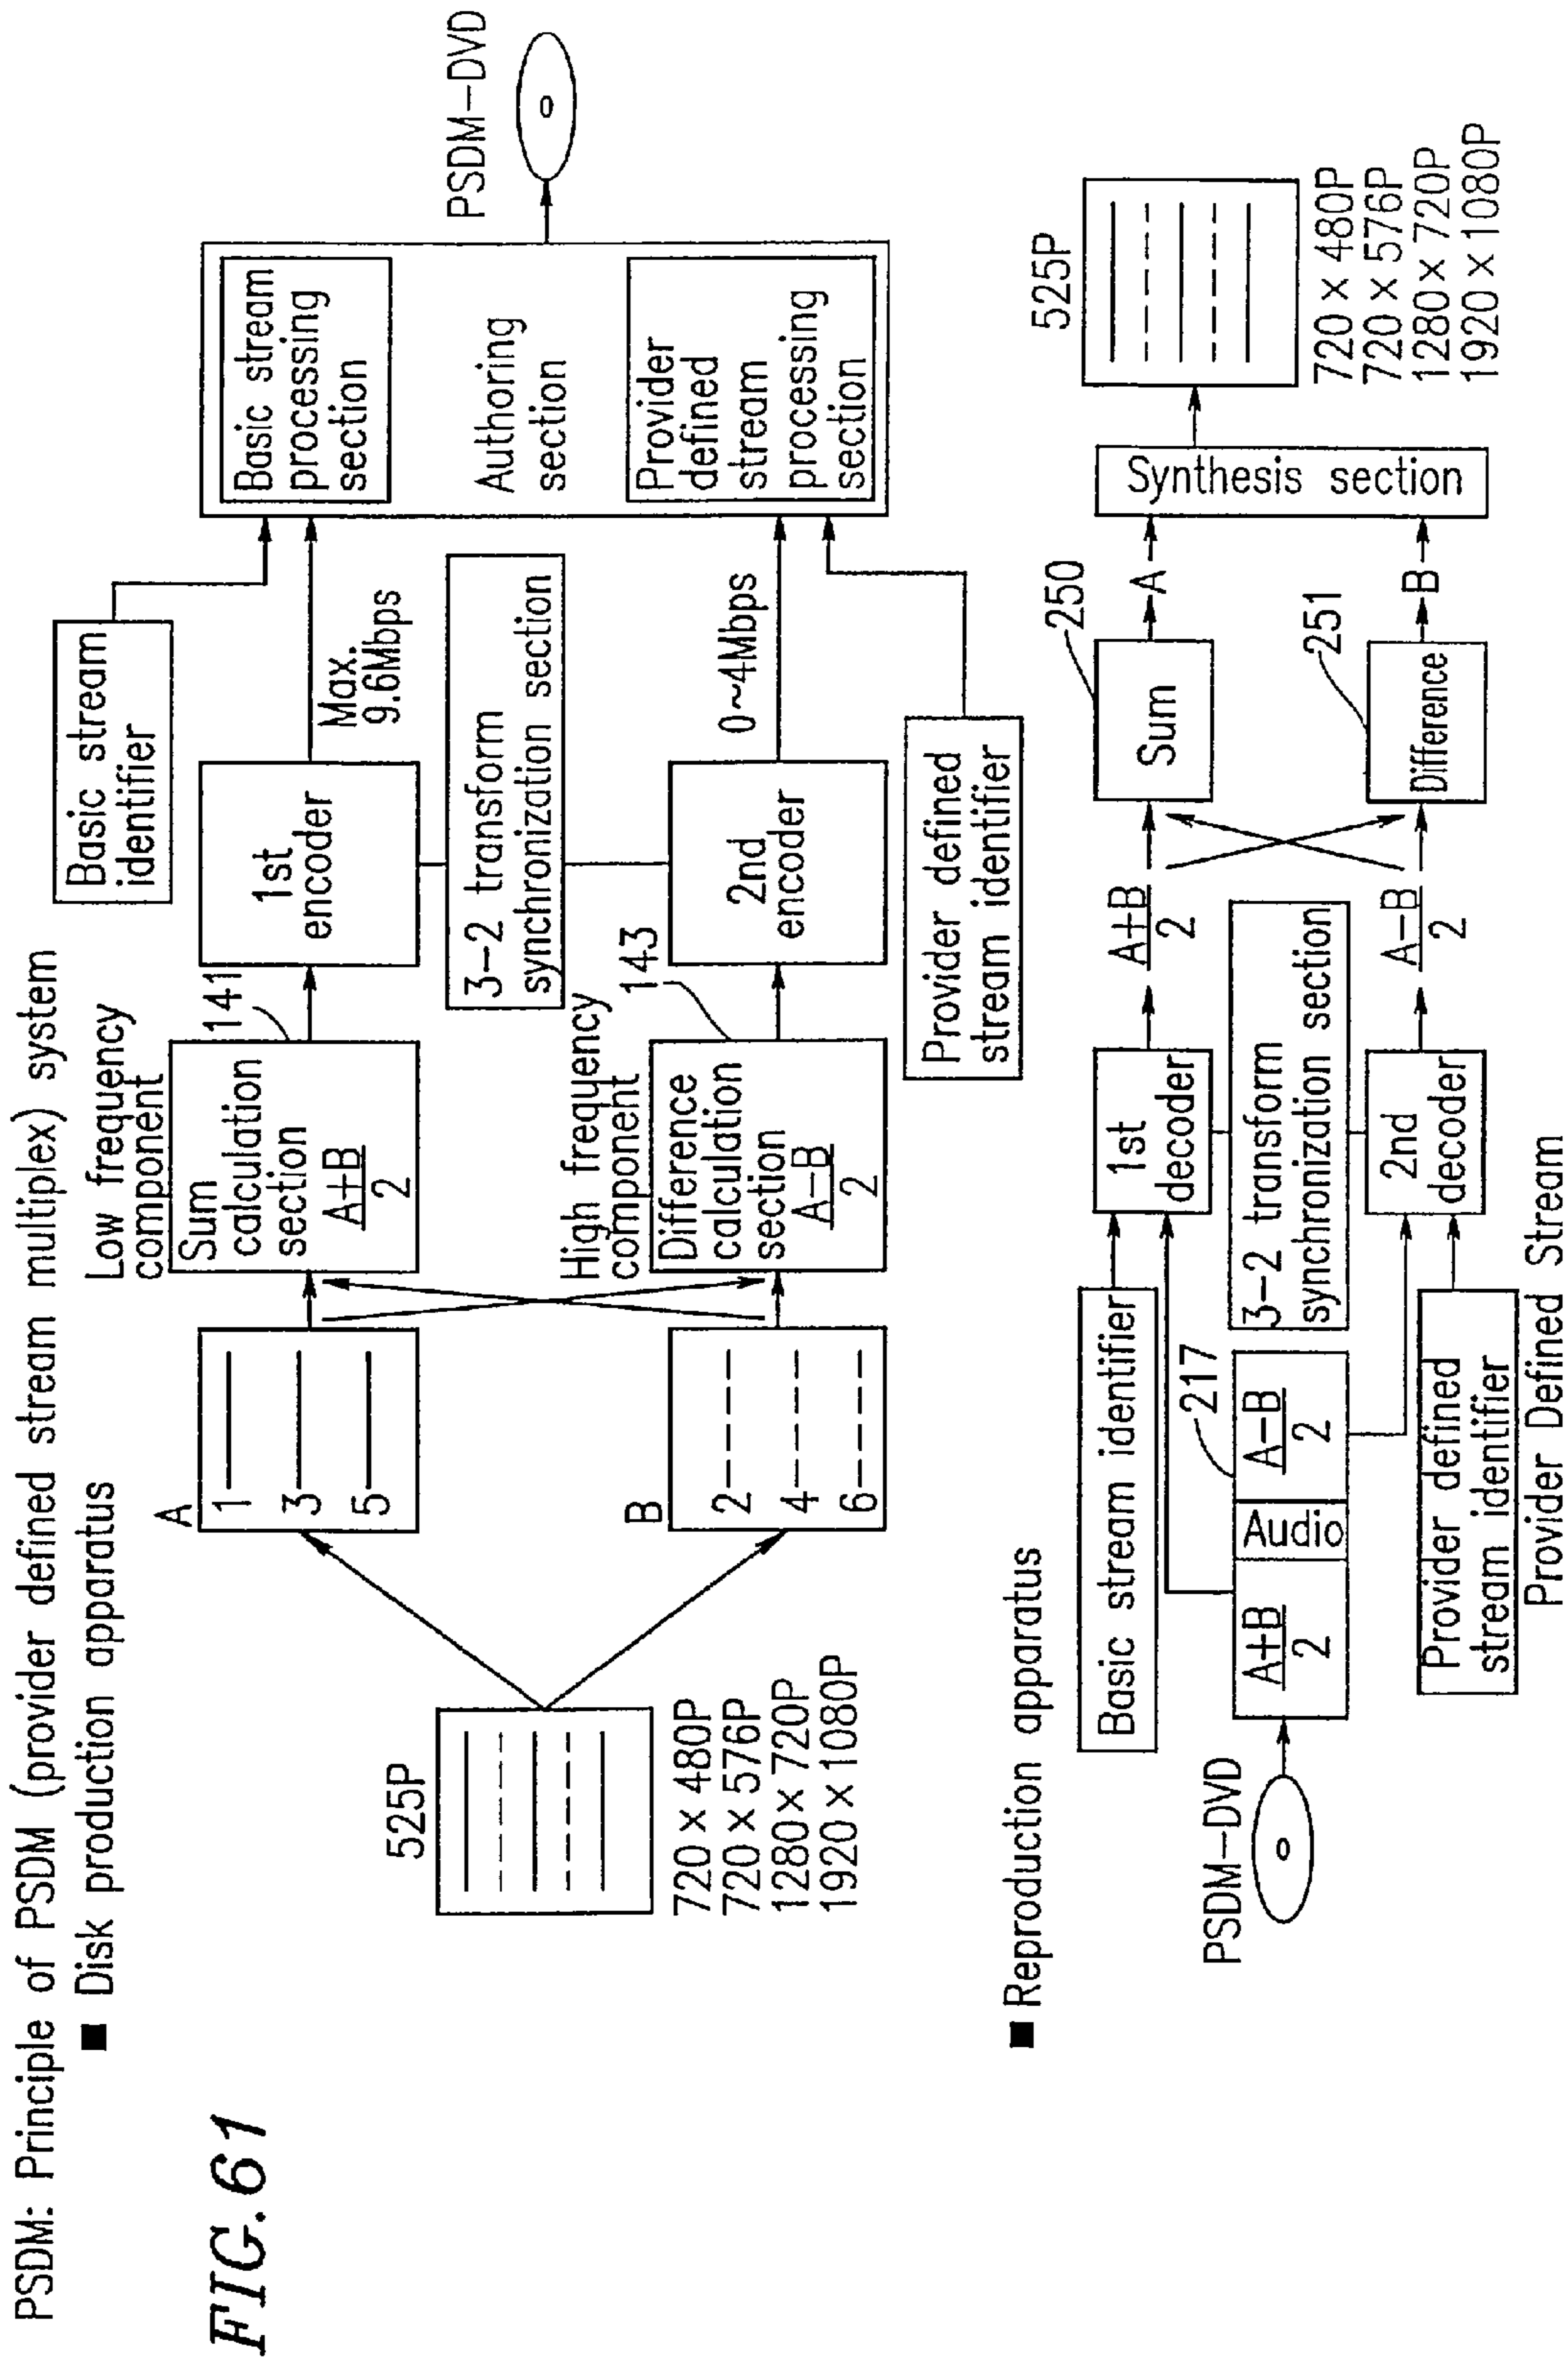 PSDM: Principle of PSDM (provider defined stream multiplex) system
FIG. 61
■ Disk production apparatus
525P
720 × 480P
720 × 576P
1280 × 720P
1920 × 1080P
A
1
3
5
B
2
4
6
Low frequency
component
Sum
calculation
section
A+B
2
141
High frequency
component
Difference
calculation
section
A−B
2
143
1st
encoder
3−2 transform
synchronization section
2nd
encoder
Basic stream
identifier
Max.
9.6Mbps
0~4Mbps
Provider defined
stream identifier
Basic stream
processing
section
Authoring
section
Provider
defined
stream
processing
section
PSDM−DVD
■ Reproduction apparatus
PSDM−DVD
A+B
2
Audio
A−B
2
217
Basic stream identifier
Provider defined
stream identifier
Provider Defined Stream
1st
decoder
3−2 transform
synchronization section
2nd
decoder
A+B
2
A−B
2
Sum
250
Difference
251
A
B
Synthesis section
525P
720 × 480P
720 × 576P
1280 × 720P
1920 × 1080P